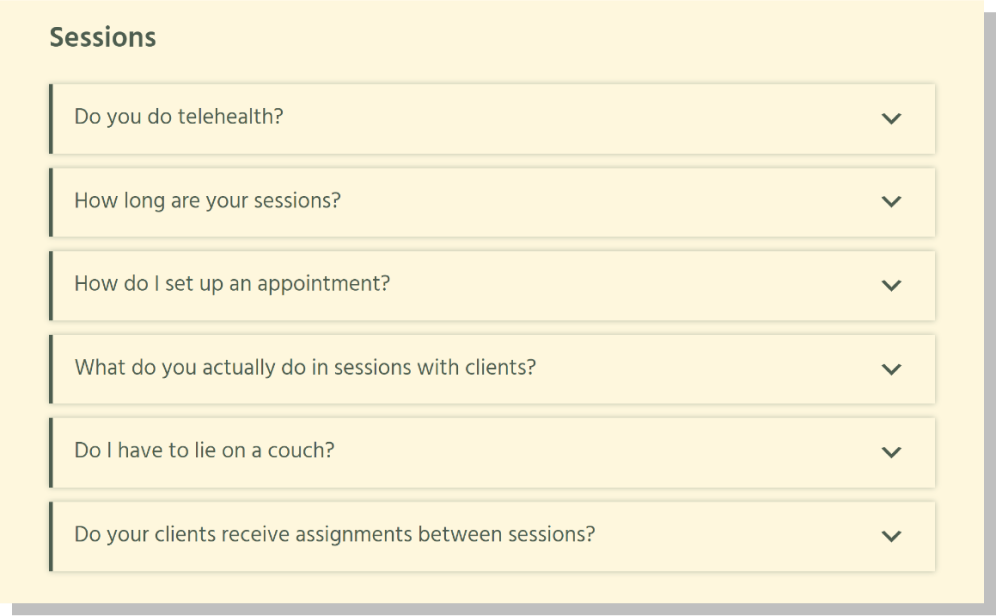 Sessions
Do you do telehealth?
How long are your sessions?
How do I set up an appointment?
What do you actually do in sessions with clients?
Do I have to lie on a couch?
Do your clients receive assignments between sessions?